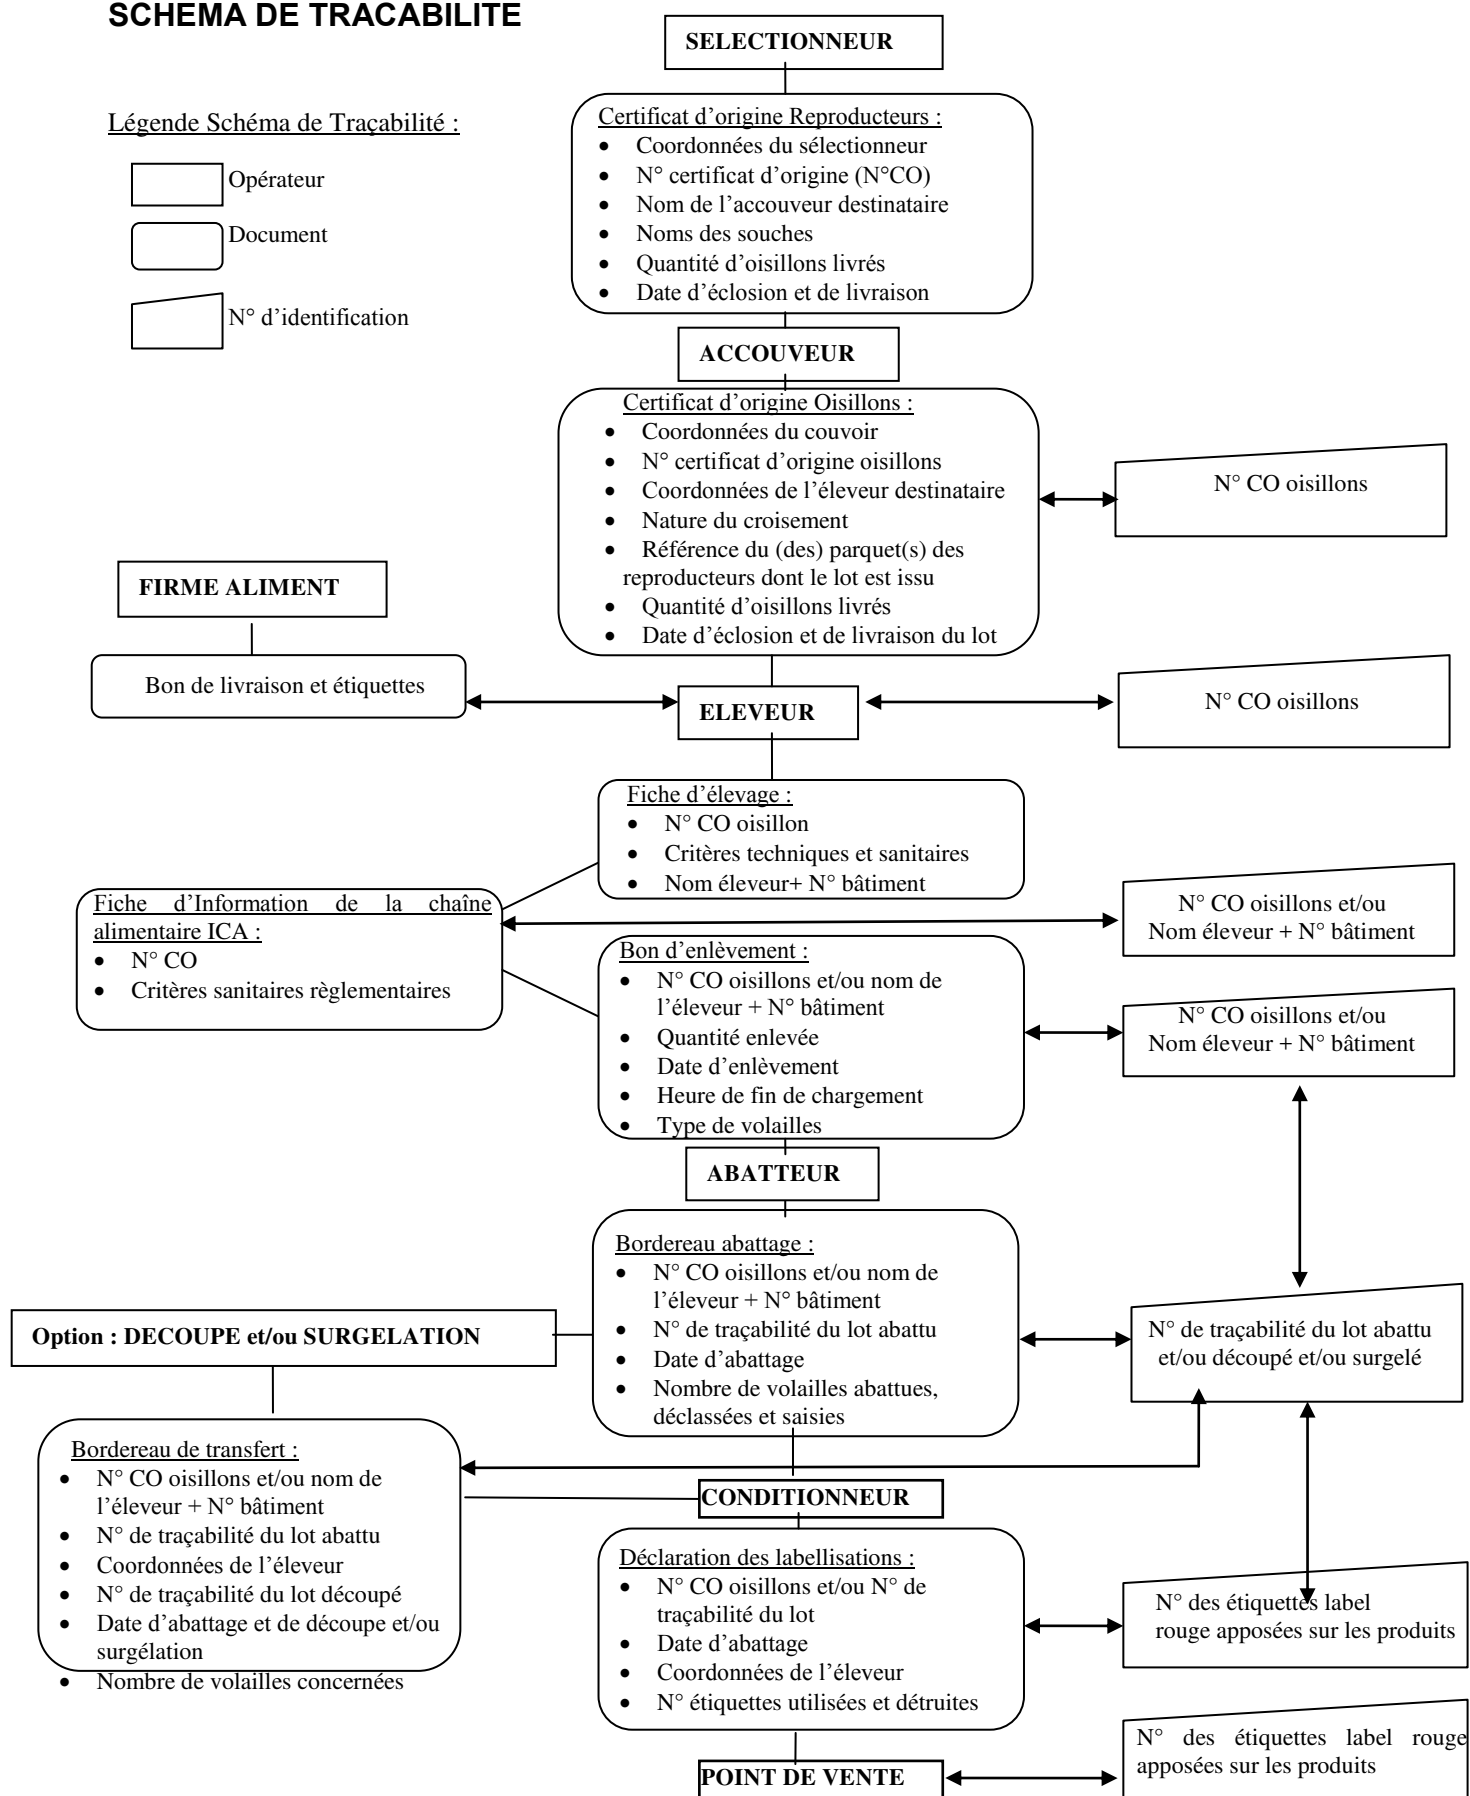 SCHEMA DE TRACABILITE
SELECTIONNEUR
Légende Schéma de Traçabilité :
Opérateur
Document
N° d'identification
Certificat d'origine Reproducteurs :
• Coordonnées du sélectionneur
• N° certificat d'origine (N°CO)
• Nom de l'accouveur destinataire
• Noms des souches
• Quantité d'oisillons livrés
• Date d'éclosion et de livraison
ACCOUVEUR
Certificat d'origine Oisillons :
• Coordonnées du couvoir
• N° certificat d'origine oisillons
• Coordonnées de l'éleveur destinataire
• Nature du croisement
• Référence du (des) parquet(s) des
reproducteurs dont le lot est issu
• Quantité d'oisillons livrés
• Date d'éclosion et de livraison du lot
N° CO oisillons
FIRME ALIMENT
Bon de livraison et étiquettes
ELEVEUR
N° CO oisillons
Fiche d'élevage :
• N° CO oisillon
• Critères techniques et sanitaires
• Nom éleveur+ N° bâtiment
Fiche d'Information de la chaîne
alimentaire ICA :
• N° CO
• Critères sanitaires règlementaires
N° CO oisillons et/ou
Nom éleveur + N° bâtiment
Bon d'enlèvement :
• N° CO oisillons et/ou nom de
l'éleveur + N° bâtiment
• Quantité enlevée
• Date d'enlèvement
• Heure de fin de chargement
• Type de volailles
N° CO oisillons et/ou
Nom éleveur + N° bâtiment
ABATTEUR
Bordereau abattage :
• N° CO oisillons et/ou nom de
l'éleveur + N° bâtiment
• N° de traçabilité du lot abattu
• Date d'abattage
• Nombre de volailles abattues,
déclassées et saisies
Option : DECOUPE et/ou SURGELATION
N° de traçabilité du lot abattu
et/ou découpé et/ou surgelé
Bordereau de transfert :
• N° CO oisillons et/ou nom de
l'éleveur + N° bâtiment
• N° de traçabilité du lot abattu
• Coordonnées de l'éleveur
• N° de traçabilité du lot découpé
• Date d'abattage et de découpe et/ou
surgélation
• Nombre de volailles concernées
CONDITIONNEUR
Déclaration des labellisations :
• N° CO oisillons et/ou N° de
traçabilité du lot
• Date d'abattage
• Coordonnées de l'éleveur
• N° étiquettes utilisées et détruites
N° des étiquettes label
rouge apposées sur les produits
POINT DE VENTE
N° des étiquettes label rouge
apposées sur les produits